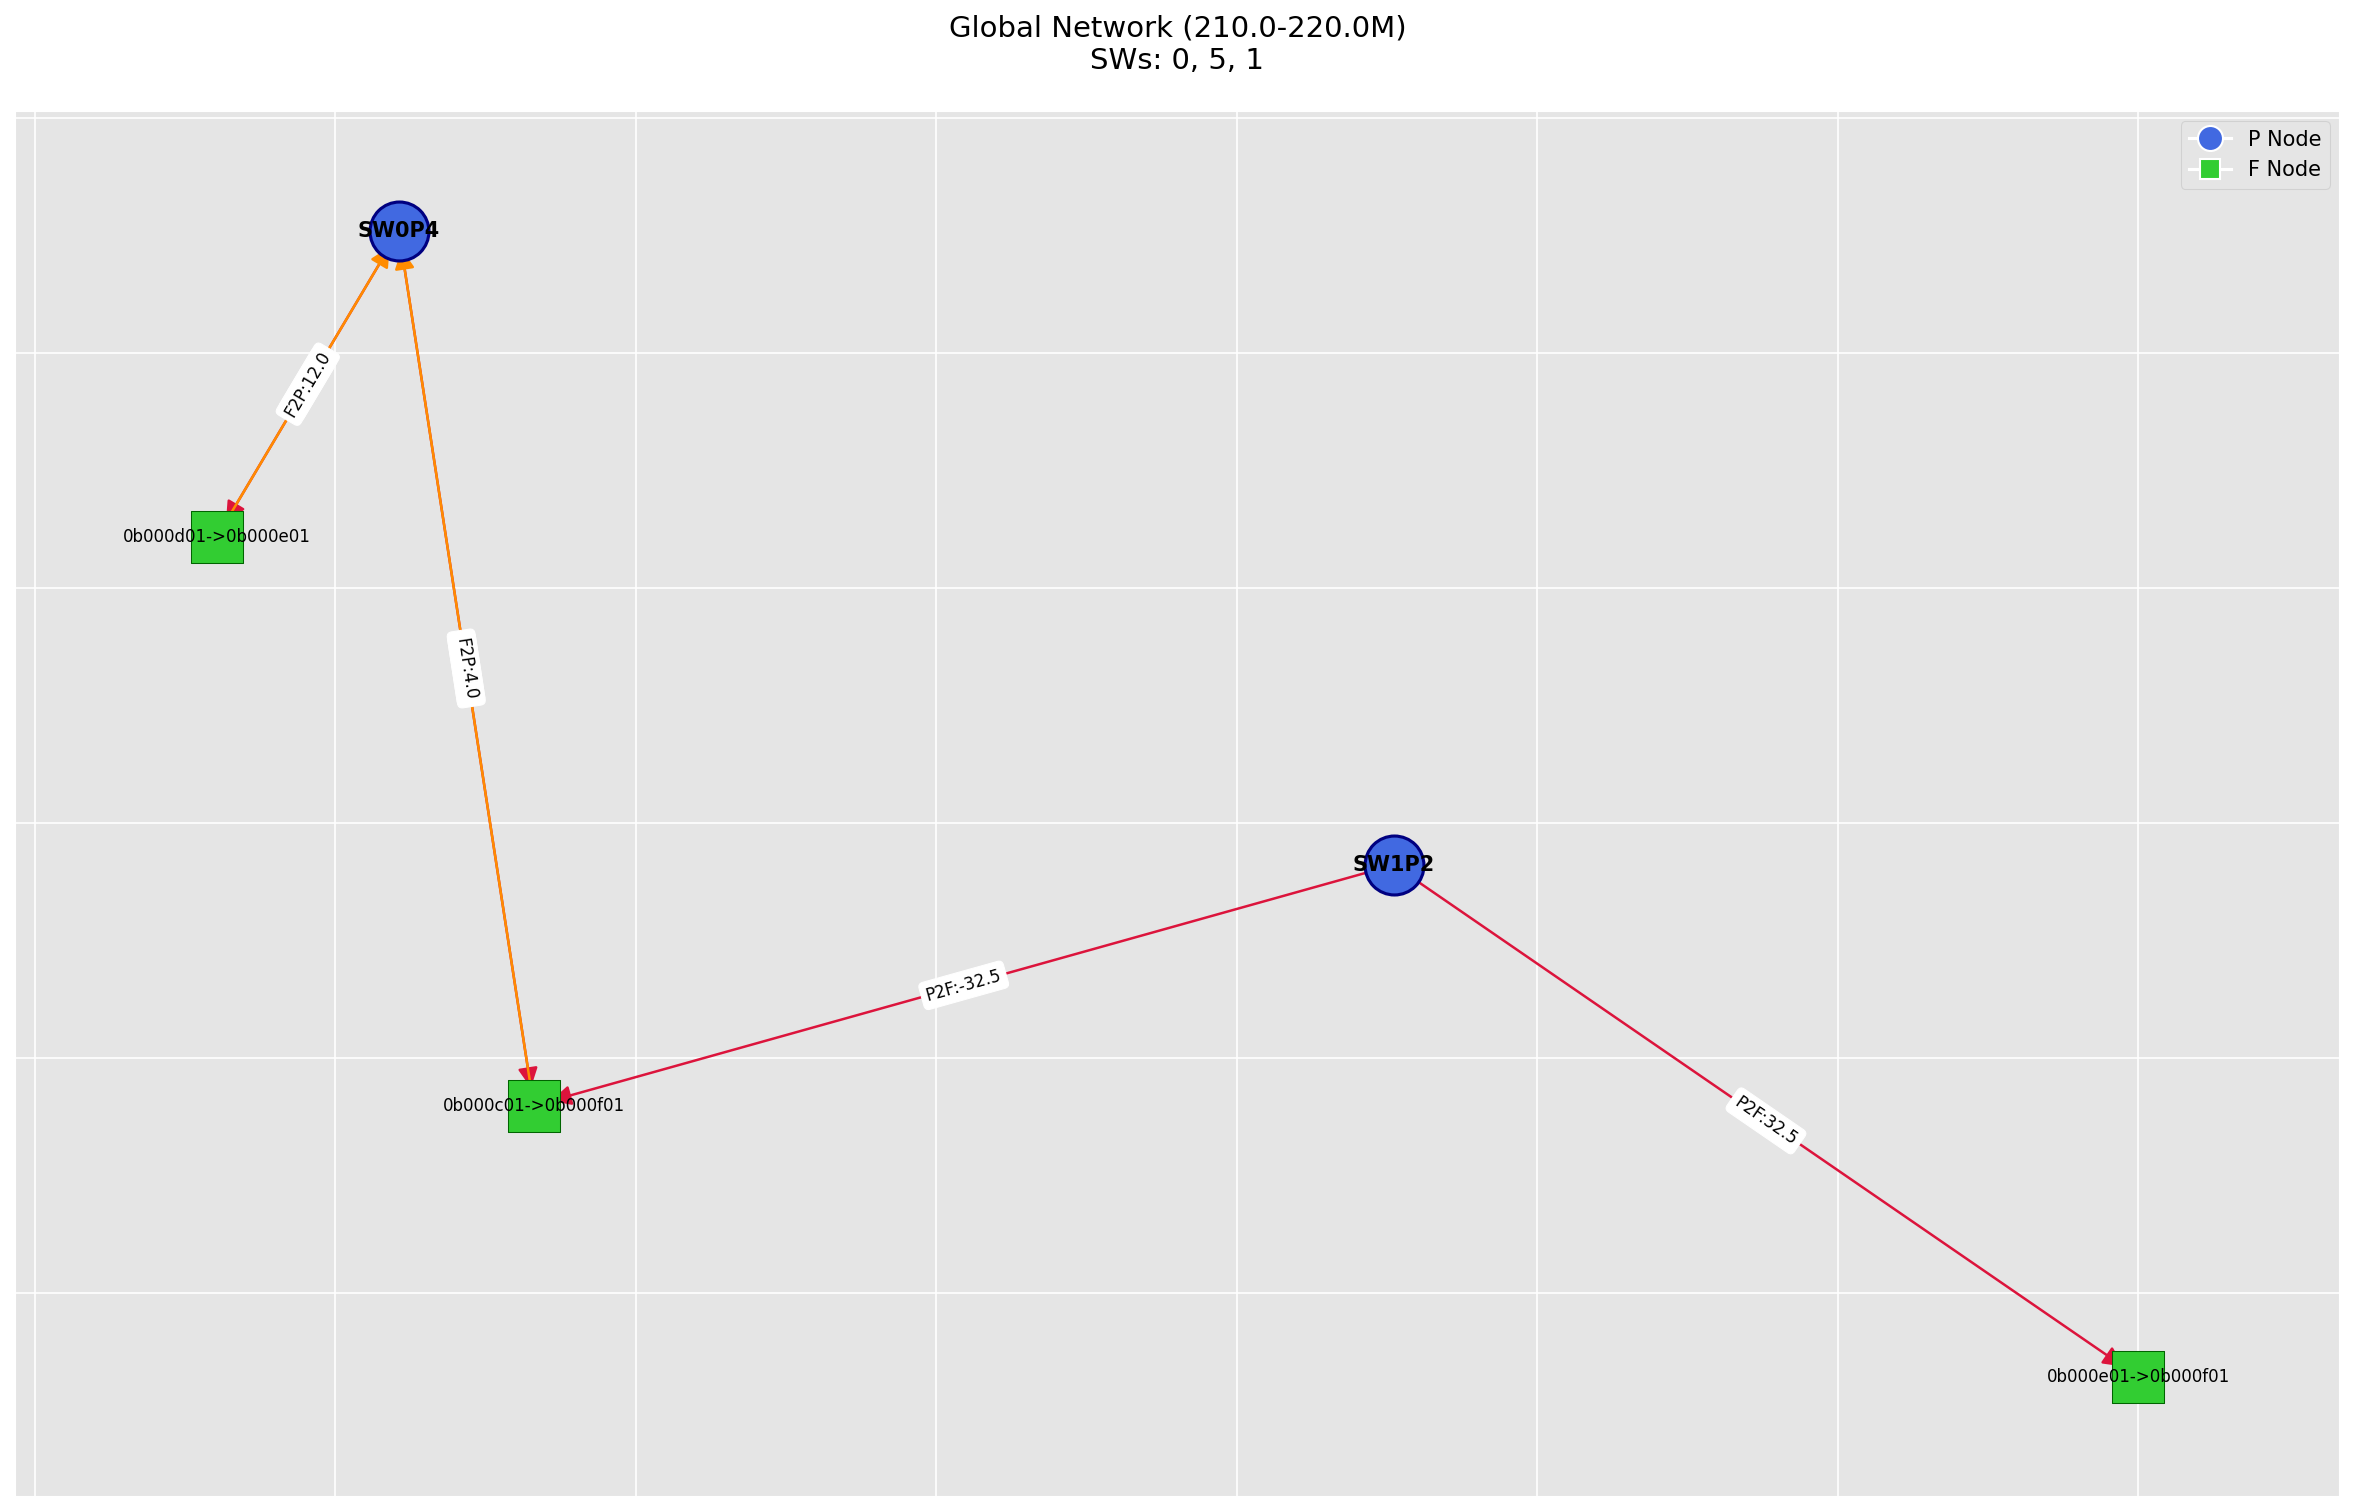 Global Network (210.0-220.0M)
SWs: 0, 5, 1
P Node
F Node
SW0P4
F2P:12.0
0b000d01->0b000e01
F2P:4.0
SW1P2
P2F:-32.5
0b000c01->0b000f01
P2F:32.5
0b000e01->0b000f01